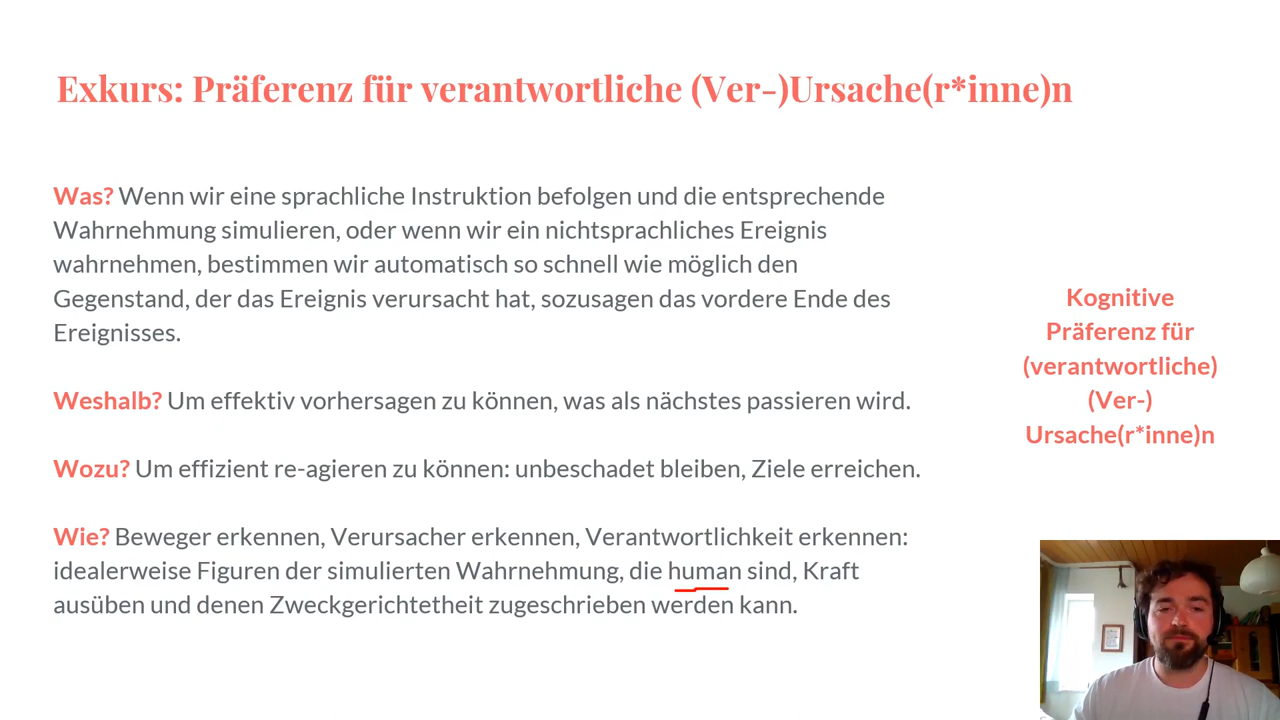 Exkurs: Präferenz für verantwortliche (Ver-)Ursache(r*inne)n
Was? Wenn wir eine sprachliche Instruktion befolgen und die entsprechende
Wahrnehmung simulieren, oder wenn wir ein nichtsprachliches Ereignis
wahrnehmen, bestimmen wir automatisch so schnell wie möglich den
Gegenstand, der das Ereignis verursacht hat, sozusagen das vordere Ende des
Ereignisses.
Weshalb? Um effektiv vorhersagen zu können, was als nächstes passieren wird.
Wozu? Um effizient re-agieren zu können: unbeschadet bleiben, Ziele erreichen.
Wie? Beweger erkennen, Verursacher erkennen, Verantwortlichkeit erkennen:
idealerweise Figuren der simulierten Wahrnehmung, die human sind, Kraft
ausüben und denen Zweckgerichtetheit zugeschrieben werden kann.
Kognitive
Präferenz für
(verantwortliche)
(Ver-)
Ursache(r*inne)n